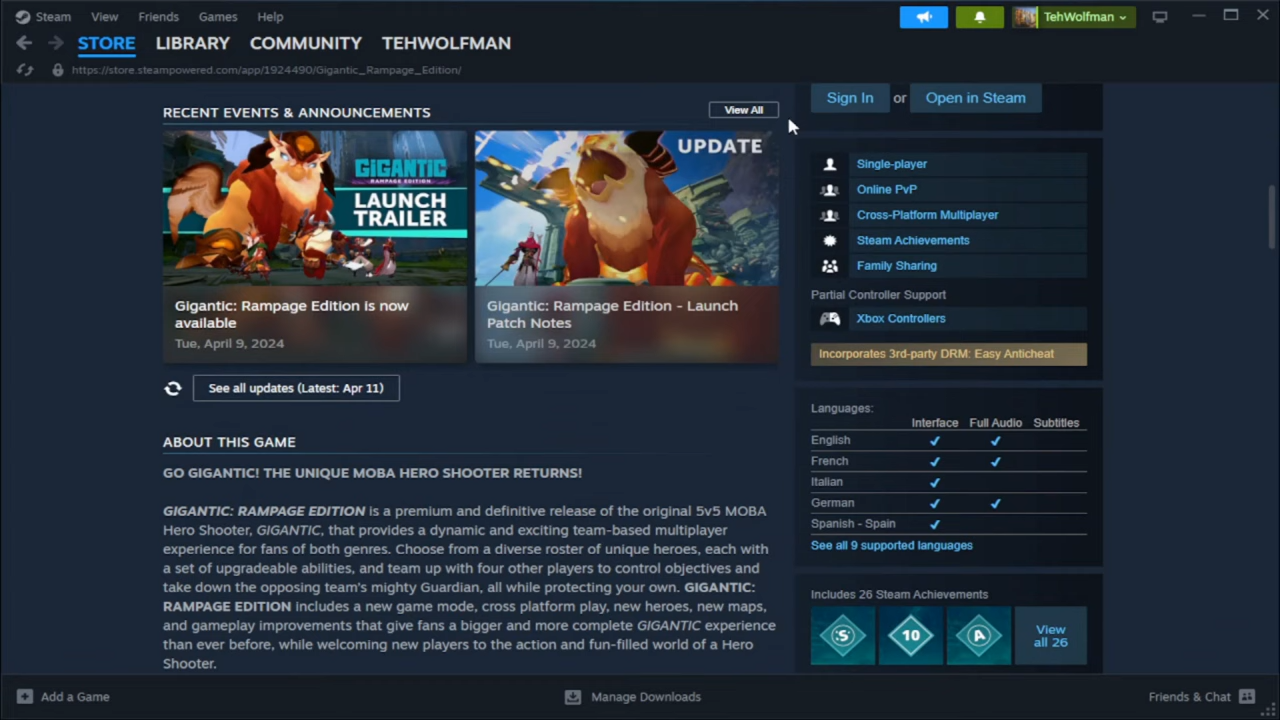 Steam View Friends Games Help
TehWolfman
STORE LIBRARY COMMUNITY TEHWOLFMAN
https://store.steampowered.com/app/1924490/Gigantic_Rampage_Edition/
RECENT EVENTS & ANNOUNCEMENTS
View All
GIGANTIC
RAMPAGE EDITION
LAUNCH
TRAILER
Gigantic: Rampage Edition is now
available
Tue, April 9, 2024
UPDATE
Gigantic: Rampage Edition - Launch
Patch Notes
Tue, April 9, 2024
See all updates (Latest: Apr 11)
ABOUT THIS GAME
GO GIGANTIC! THE UNIQUE MOBA HERO SHOOTER RETURNS!
GIGANTIC: RAMPAGE EDITION is a premium and definitive release of the original 5v5 MOBA
Hero Shooter, GIGANTIC, that provides a dynamic and exciting team-based multiplayer
experience for fans of both genres. Choose from a diverse roster of unique heroes, each with
a set of upgradeable abilities, and team up with four other players to control objectives and
take down the opposing team's mighty Guardian, all while protecting your own. GIGANTIC:
RAMPAGE EDITION includes a new game mode, cross platform play, new heroes, new maps,
and gameplay improvements that give fans a bigger and more complete GIGANTIC experience
than ever before, while welcoming new players to the action and fun-filled world of a Hero
Shooter.
Sign In or Open in Steam
Single-player
Online PvP
Cross-Platform Multiplayer
Steam Achievements
Family Sharing
Partial Controller Support
Xbox Controllers
Incorporates 3rd-party DRM: Easy Anticheat
Languages:
Interface Full Audio Subtitles
English ✔ ✔
French ✔ ✔
Italian ✔
German ✔ ✔
Spanish - Spain ✔
See all 9 supported languages
Includes 26 Steam Achievements
S 10 A
View
all 26
Add a Game
Manage Downloads
Friends & Chat